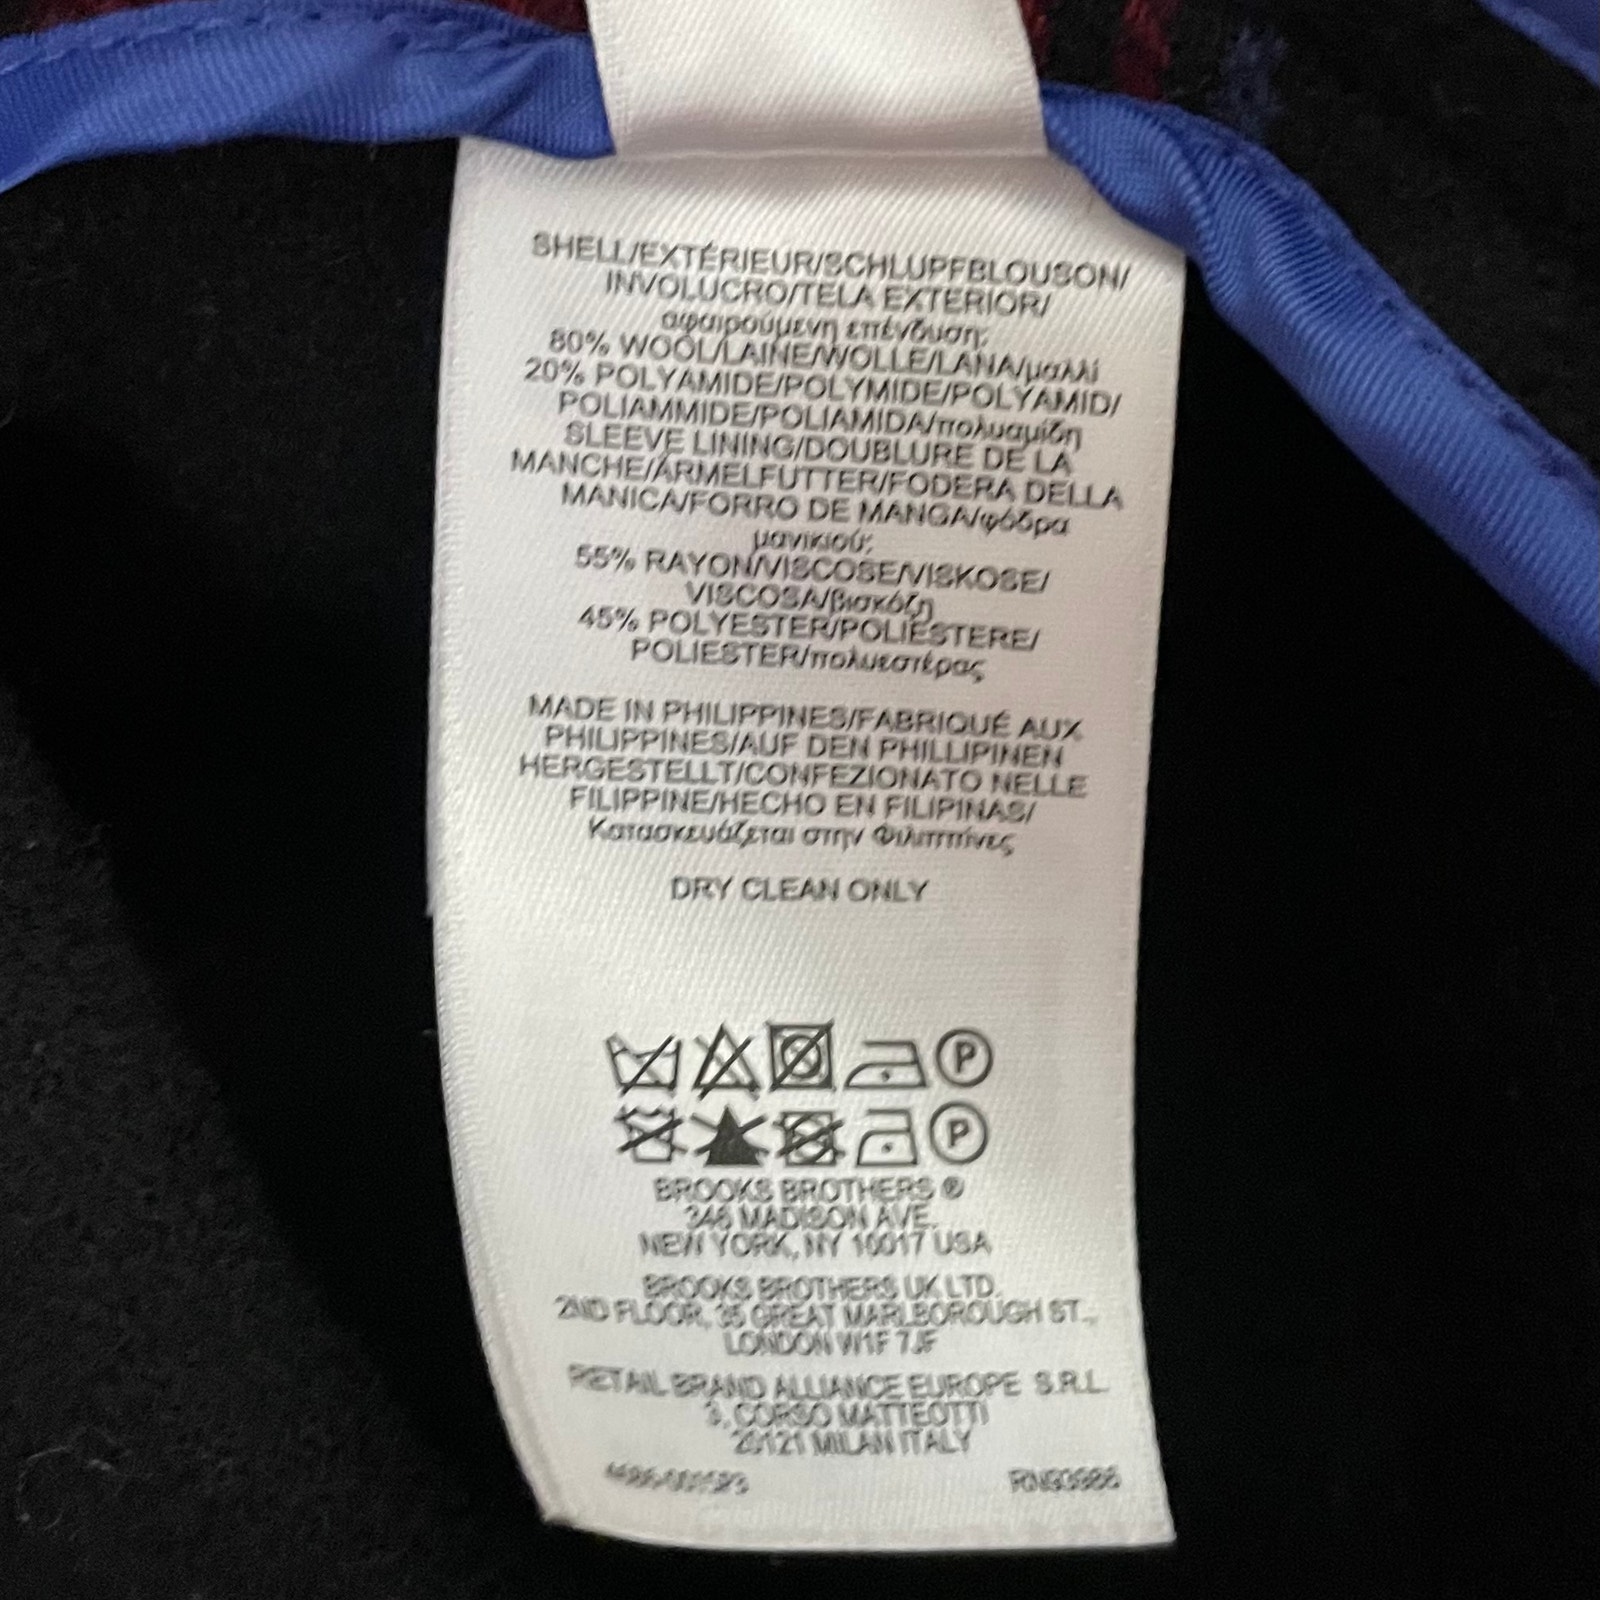 SHELL/EXTÉRIEUR/SCHLUPFBLOUSON/
INVOLUCRO/TELA EXTERIOR/
αφαιρούμενη επένδυση:
80% WOOL/LAINE/WOLLE/LANA/μαλλί
20% POLYAMIDE/POLYMIDE/POLYAMID/
POLIAMMIDE/POLIAMIDA/πολυαμίδη
SLEEVE LINING/DOUBLURE DE LA
MANCHE/ÄRMELFUTTER/FODERA DELLA
MANICA/FORRO DE MANGA/φόδρα
μανικιού:
55% RAYON/VISCOSE/VISKOSE/
VISCOSA/βισκόζη
45% POLYESTER/POLIESTERE/
POLIESTER/πολυεστέρας
MADE IN PHILIPPINES/FABRIQUÉ AUX
PHILIPPINES/AUF DEN PHILLIPINEN
HERGESTELLT/CONFEZIONATO NELLE
FILIPPINE/HECHO EN FILIPINAS/
Κατασκευάζεται στην Φιλιππίνες
DRY CLEAN ONLY
P
P
BROOKS BROTHERS ®
346 MADISON AVE.
NEW YORK, NY 10017 USA
BROOKS BROTHERS UK LTD.
2ND FLOOR, 35 GREAT MARLBOROUGH ST.,
LONDON W1F 7JF
RETAIL BRAND ALLIANCE EUROPE S.R.L.
3, CORSO MATTEOTTI
20121 MILAN ITALY